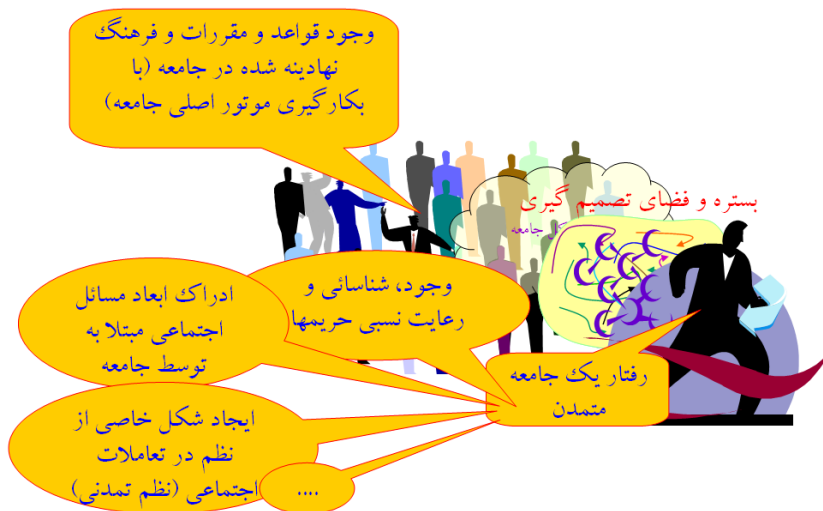 وجود قواعد و مقررات و فرهنگ
نهادینه شده در جامعه (با
بکارگیری موتور اصلی جامعه)
بستره و فضای تصمیم گیری
کل جامعه
وجود، شناسائی و
رعایت نسبی حریمها
ادراک ابعاد مسائل
اجتماعی مبتلا به
توسط جامعه
رفتار یک جامعه
متمدن
ایجاد شکل خاصی از
نظم در تعاملات
اجتماعی (نظم تمدنی)
....